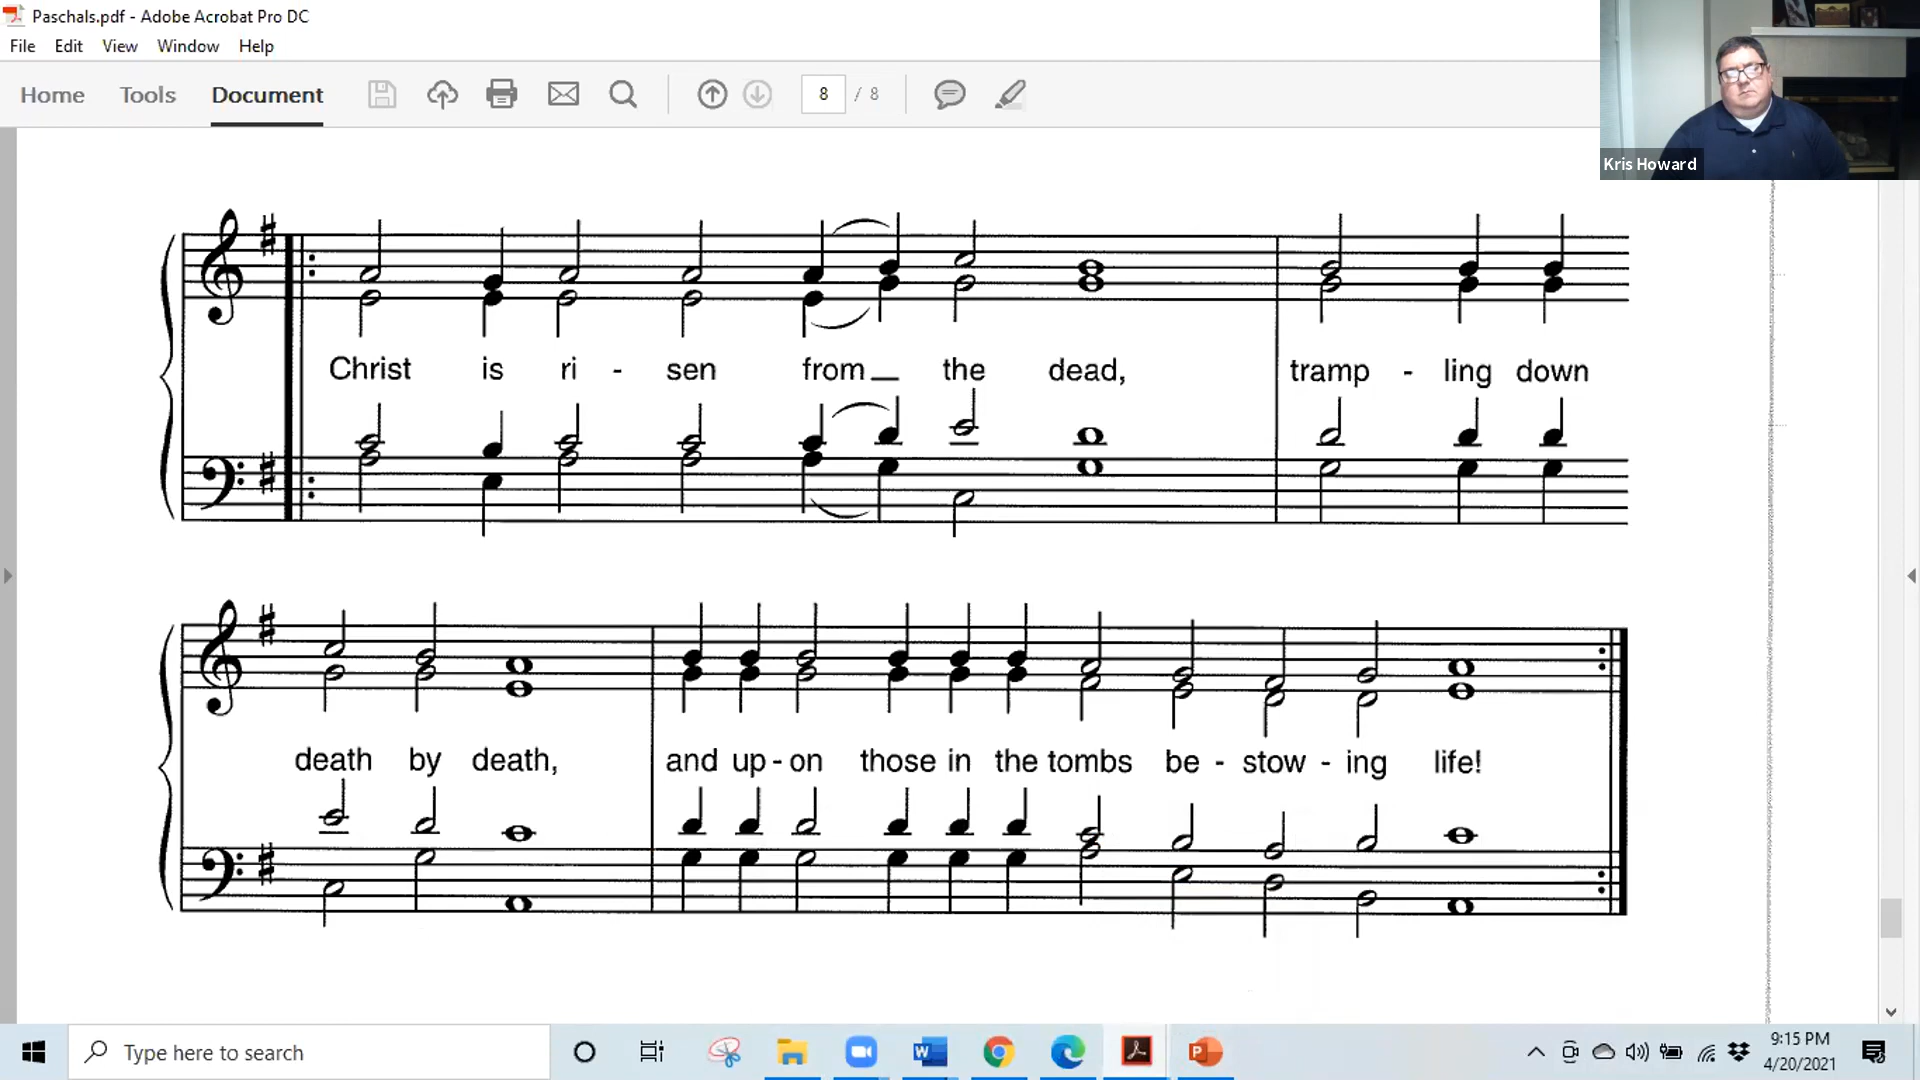 Paschals.pdf - Adobe Acrobat Pro DC
File Edit View Window Help
Home Tools Document 8 / 8
Kris Howard
Christ is ri - sen from the dead, tramp - ling down
death by death, and up - on those in the tombs be - stow - ing life!
Type here to search
9:15 PM
4/20/2021